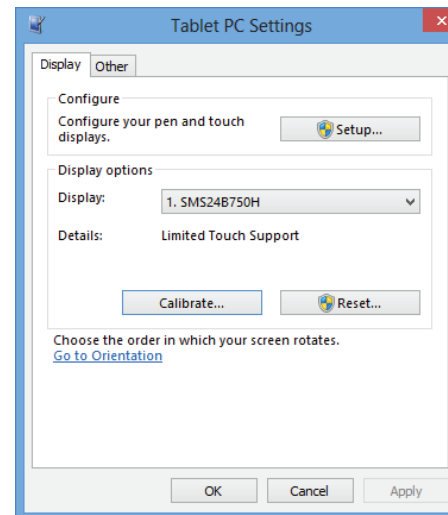 Tablet PC Settings
Display Other
Configure
Configure your pen and touch
displays.
Setup...
Display options
Display: 1. SMS24B750H
Details: Limited Touch Support
Calibrate... Reset...
Choose the order in which your screen rotates.
Go to Orientation
OK Cancel Apply